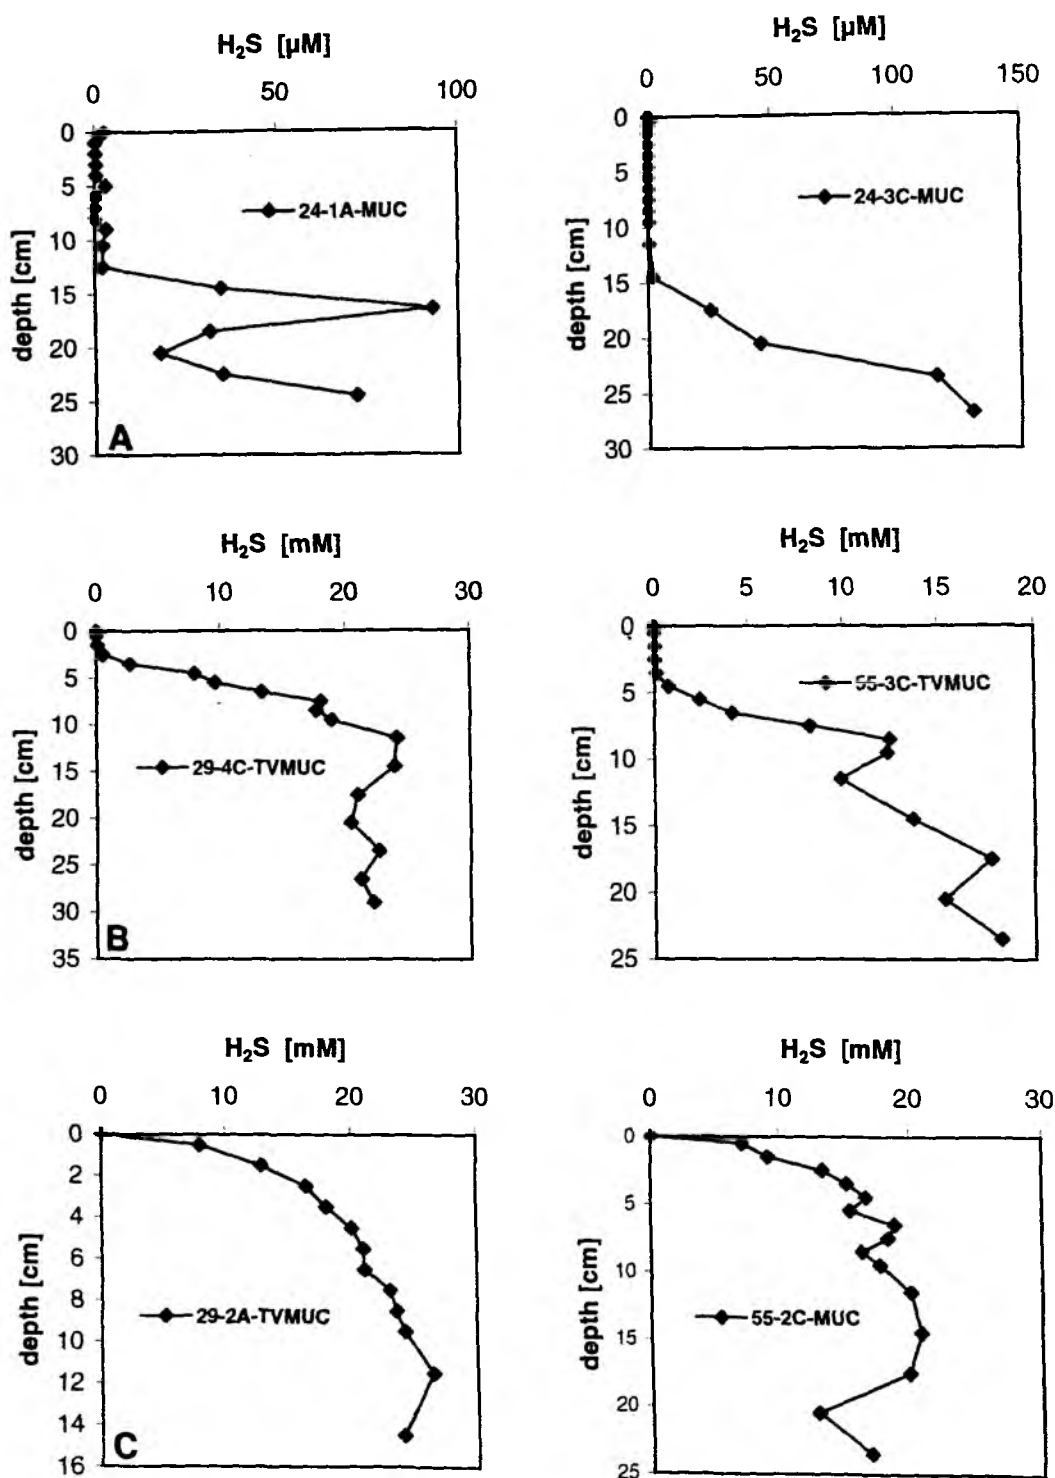 H₂S [µM]
0 50 100
0
5
10
15
20
25
30
depth [cm]
24-1A-MUC
A
H₂S [µM]
0 50 100 150
0
5
10
15
20
25
30
depth [cm]
24-3C-MUC
H₂S [mM]
0 10 20 30
0
5
10
15
20
25
30
35
depth [cm]
29-4C-TVMUC
B
H₂S [mM]
0 5 10 15 20
0
5
10
15
20
25
depth [cm]
55-3C-TVMUC
H₂S [mM]
0 10 20 30
0
2
4
6
8
10
12
14
16
depth [cm]
29-2A-TVMUC
C
H₂S [mM]
0 10 20 30
0
5
10
15
20
25
depth [cm]
55-2C-MUC